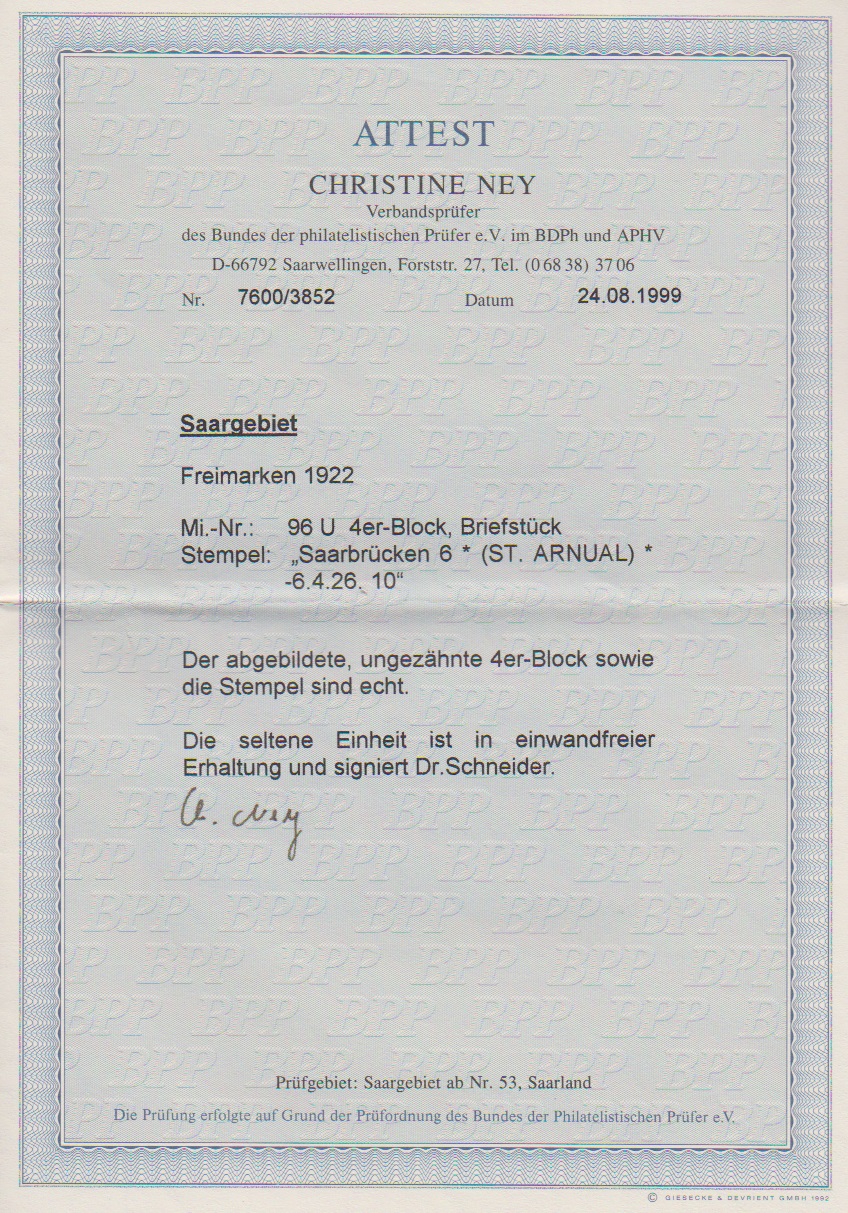 ATTEST
CHRISTINE NEY
Verbandsprüfer
des Bundes der philatelistischen Prüfer e.V. im BDPh und APHV
D-66792 Saarwellingen, Forststr. 27, Tel. (0 68 38) 37 06
Nr. 7600/3852 Datum 24.08.1999
Saargebiet
Freimarken 1922
Mi.-Nr.: 96 U 4er-Block, Briefstück
Stempel: „Saarbrücken 6 * (ST. ARNUAL) *
-6.4.26. 10“
Der abgebildete, ungezähnte 4er-Block sowie
die Stempel sind echt.
Die seltene Einheit ist in einwandfreier
Erhaltung und signiert Dr.Schneider.
Ch. Ney
Prüfgebiet: Saargebiet ab Nr. 53, Saarland
Die Prüfung erfolgte auf Grund der Prüfordnung des Bundes der Philatelistischen Prüfer e.V.
© GIESECKE & DEVRIENT GMBH 1992